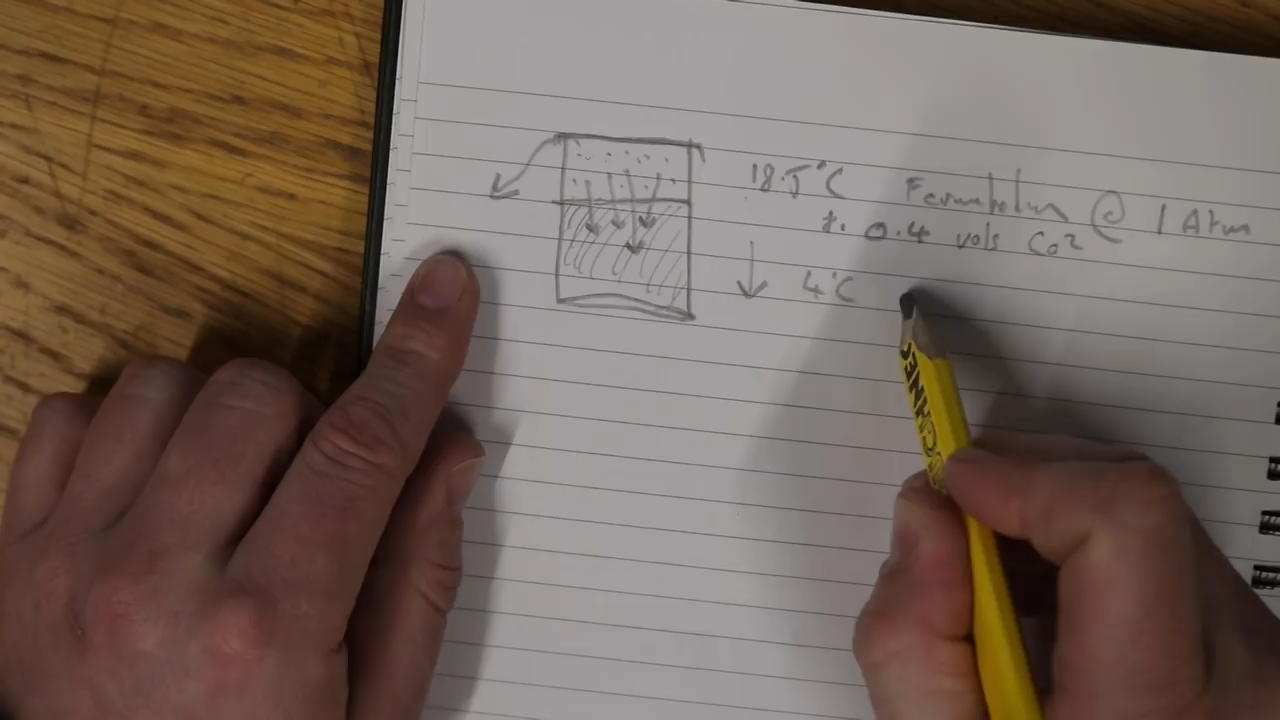 18.5°C Fermentation @ 1 Atm
0.4 vols Co2
↓ 4°C